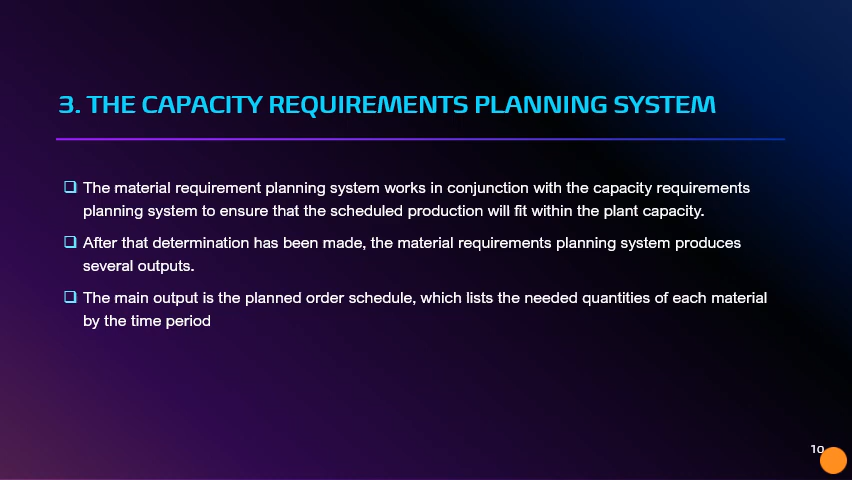 3. THE CAPACITY REQUIREMENTS PLANNING SYSTEM
The material requirement planning system works in conjunction with the capacity requirements
planning system to ensure that the scheduled production will fit within the plant capacity.
After that determination has been made, the material requirements planning system produces
several outputs.
The main output is the planned order schedule, which lists the needed quantities of each material
by the time period
10